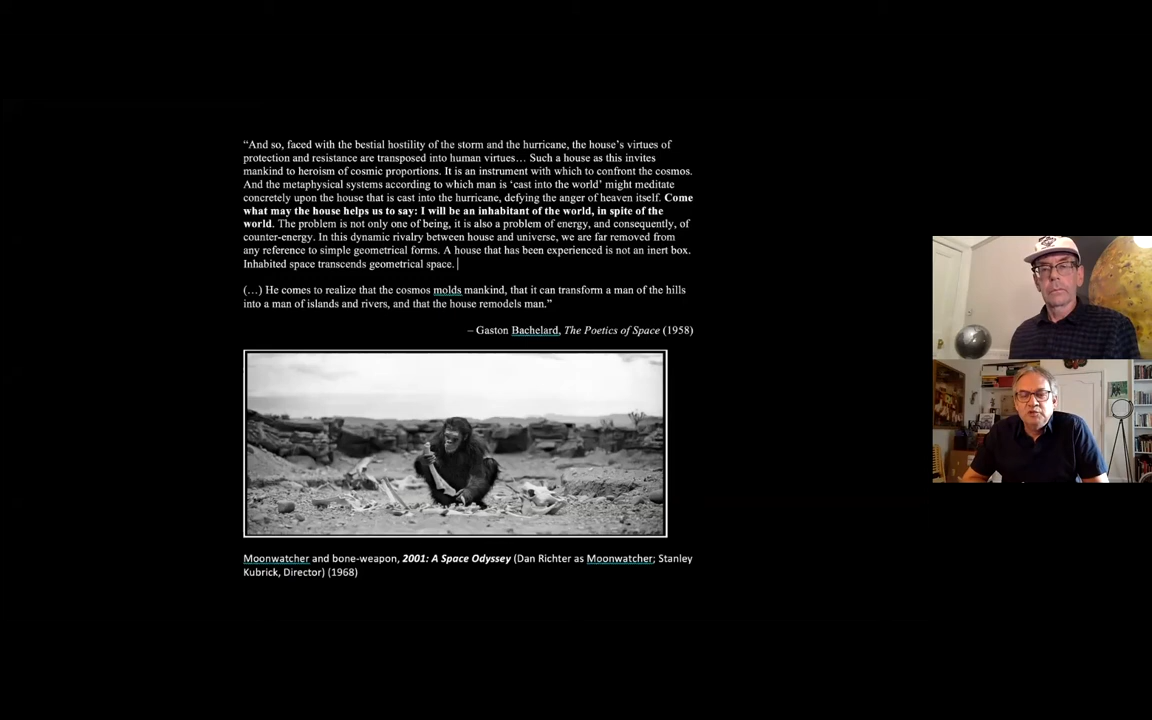 “And so, faced with the bestial hostility of the storm and the hurricane, the house’s virtues of
protection and resistance are transposed into human virtues… Such a house as this invites
mankind to heroism of cosmic proportions. It is an instrument with which to confront the cosmos.
And the metaphysical systems according to which man is ‘cast into the world’ might meditate
concretely upon the house that is cast into the hurricane, defying the anger of heaven itself. Come
what may the house helps us to say: I will be an inhabitant of the world, in spite of the
world. The problem is not only one of being, it is also a problem of energy, and consequently, of
counter-energy. In this dynamic rivalry between house and universe, we are far removed from
any reference to simple geometrical forms. A house that has been experienced is not an inert box.
Inhabited space transcends geometrical space.
(…) He comes to realize that the cosmos molds mankind, that it can transform a man of the hills
into a man of islands and rivers, and that the house remodels man.”
– Gaston Bachelard, The Poetics of Space (1958)
Moonwatcher and bone-weapon, 2001: A Space Odyssey (Dan Richter as Moonwatcher; Stanley
Kubrick, Director) (1968)